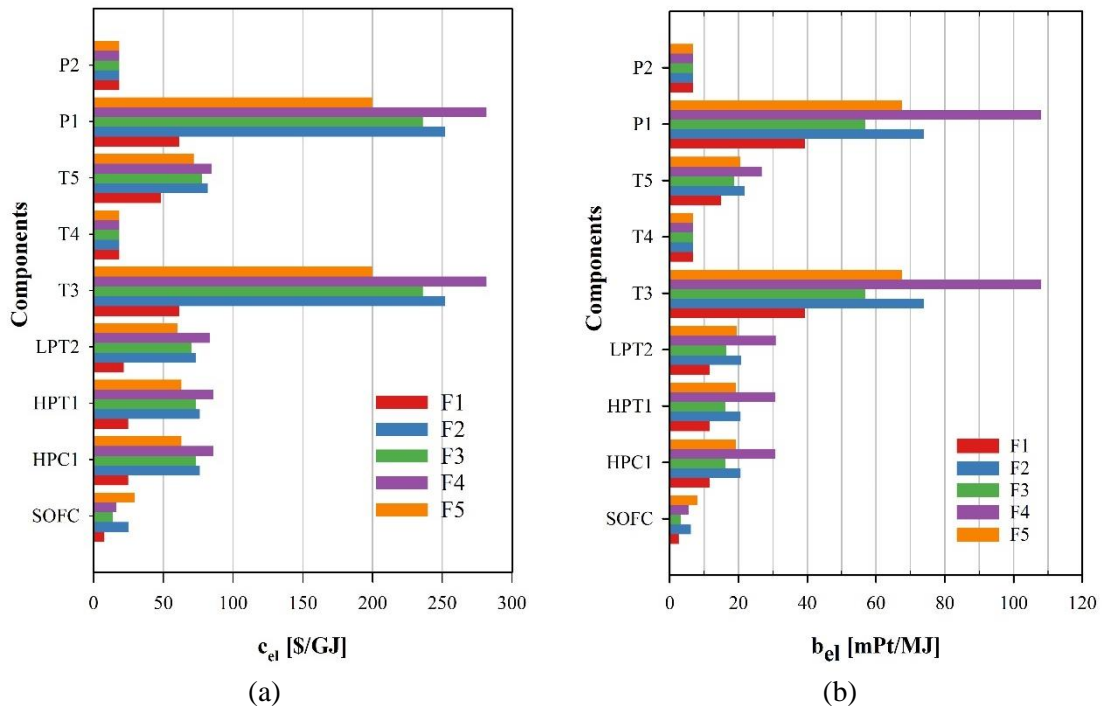 P2
P1
T5
T4
T3
LPT2
HPT1
HPC1
SOFC
Components
F1
F2
F3
F4
F5
0 50 100 150 200 250 300
c_el [$/GJ]
(a)
P2
P1
T5
T4
T3
LPT2
HPT1
HPC1
SOFC
Components
F1
F2
F3
F4
F5
0 20 40 60 80 100 120
b_el [mPt/MJ]
(b)